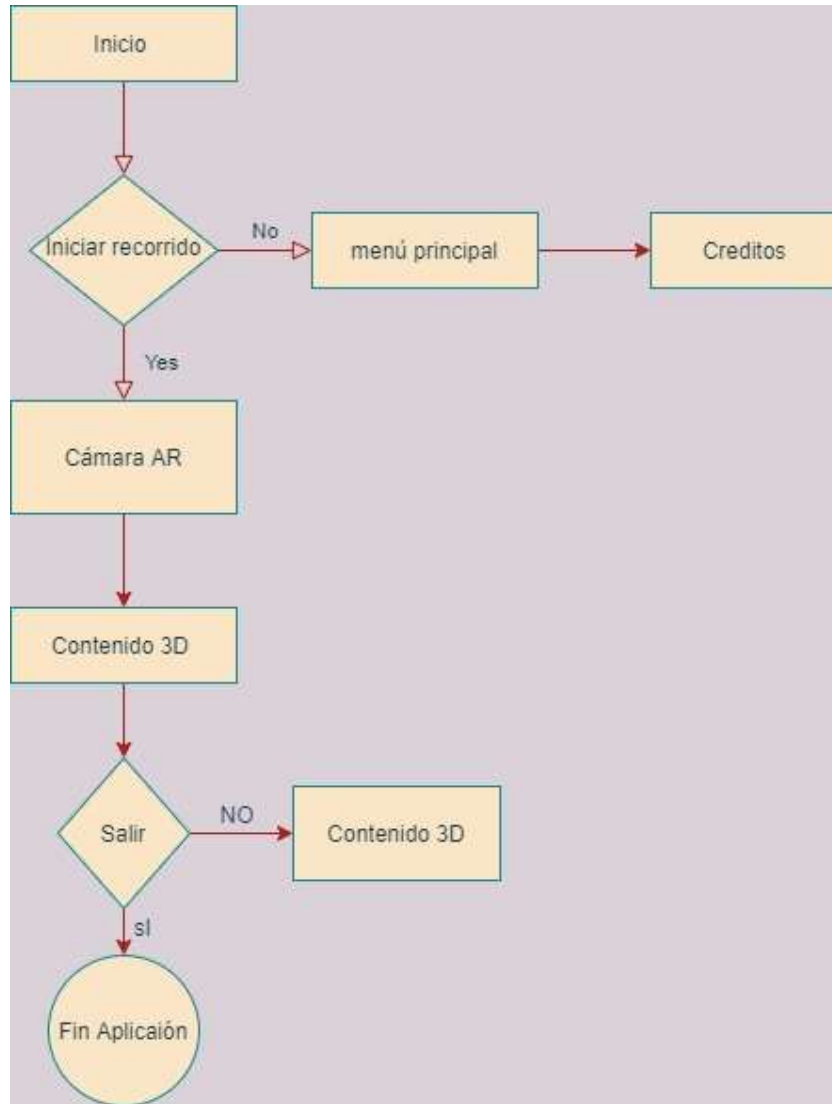 Inicio
Iniciar recorrido
No
menú principal
Creditos
Yes
Cámara AR
Contenido 3D
Salir
NO
Contenido 3D
sI
Fin Aplicaión